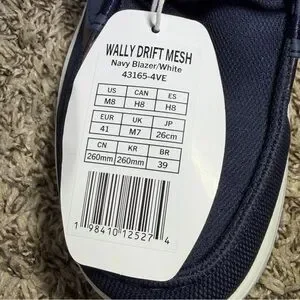 WALLY DRIFT MESH
Navy Blazer/White
43165-4VE
US CAN ES
M8 H8 H8
EUR UK JP
41 M7 26cm
CN KR BR
260mm 260mm 39
1 98410 12527 4